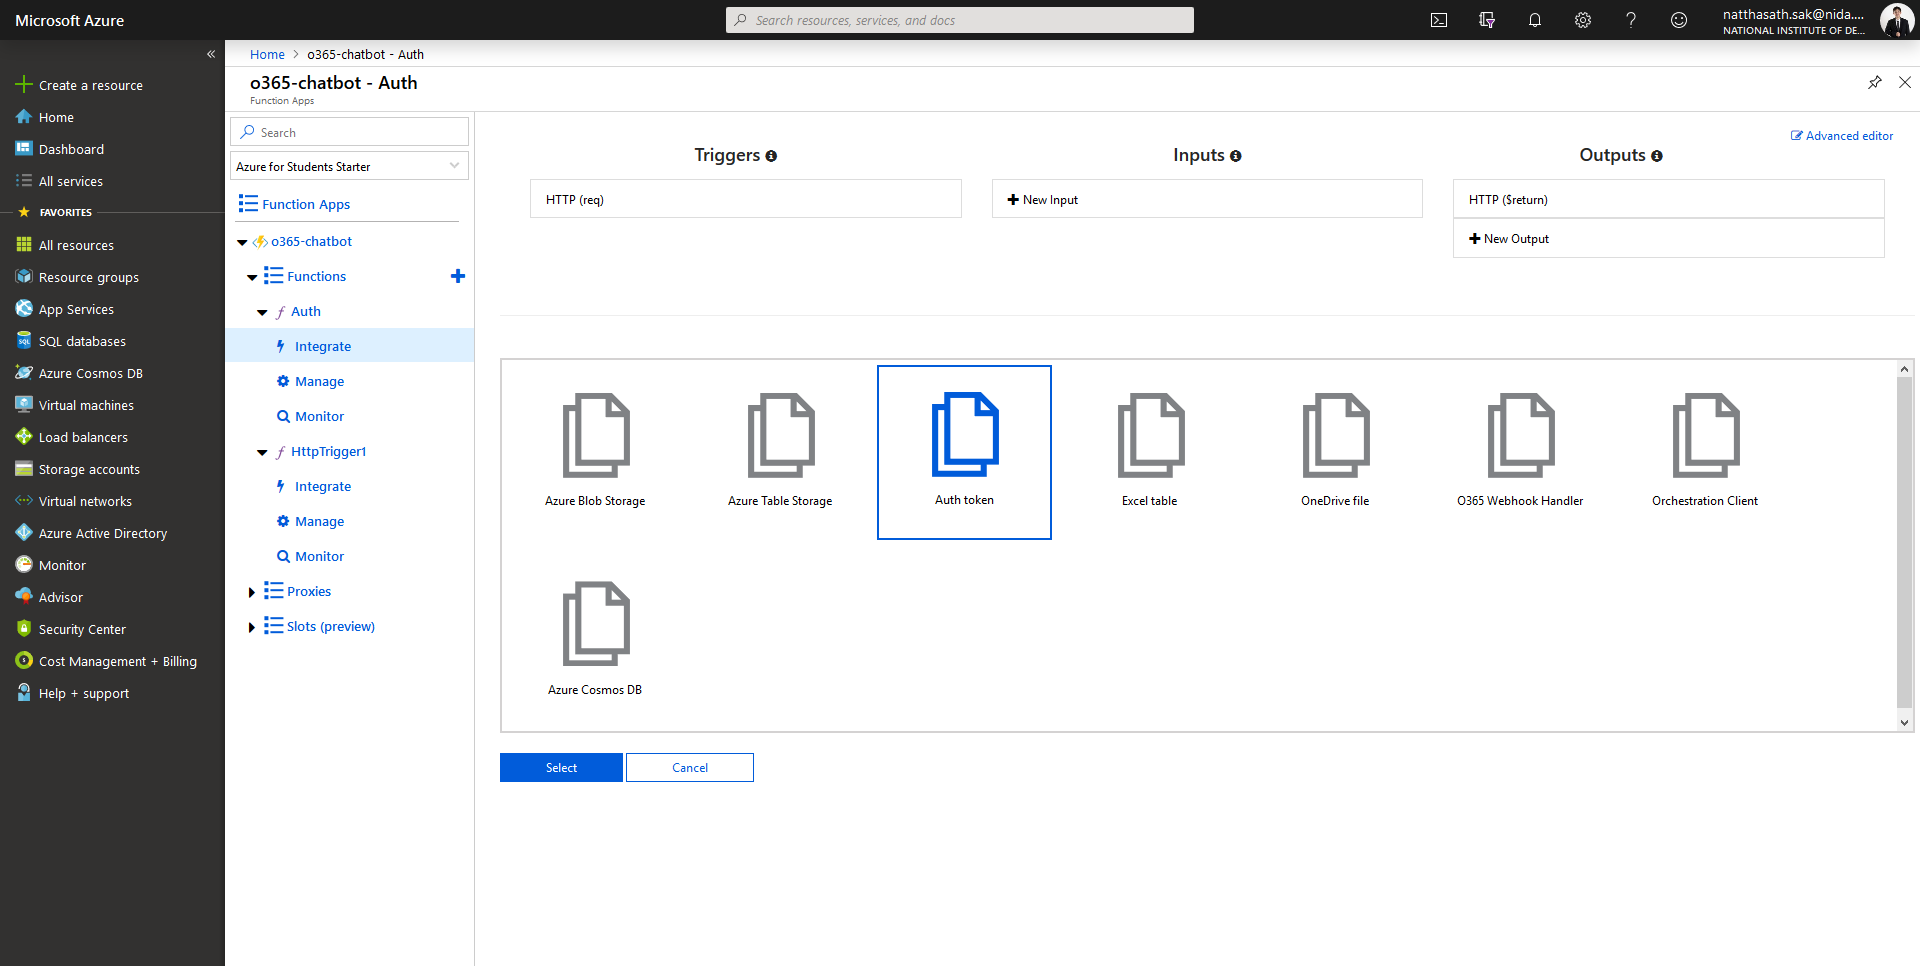 Microsoft Azure
Search resources, services, and docs
natthasath.sak@nida....
NATIONAL INSTITUTE OF DE...
Create a resource
Home
Dashboard
All services
FAVORITES
All resources
Resource groups
App Services
SQL databases
Azure Cosmos DB
Virtual machines
Load balancers
Storage accounts
Virtual networks
Azure Active Directory
Monitor
Advisor
Security Center
Cost Management + Billing
Help + support
Home > o365-chatbot - Auth
o365-chatbot - Auth
Function Apps
Search
Azure for Students Starter
Function Apps
o365-chatbot
Functions
Auth
Integrate
Manage
Monitor
HttpTrigger1
Integrate
Manage
Monitor
Proxies
Slots (preview)
Advanced editor
Triggers
HTTP (req)
Inputs
New Input
Outputs
HTTP ($return)
New Output
Azure Blob Storage
Azure Table Storage
Auth token
Excel table
OneDrive file
O365 Webhook Handler
Orchestration Client
Azure Cosmos DB
Select
Cancel